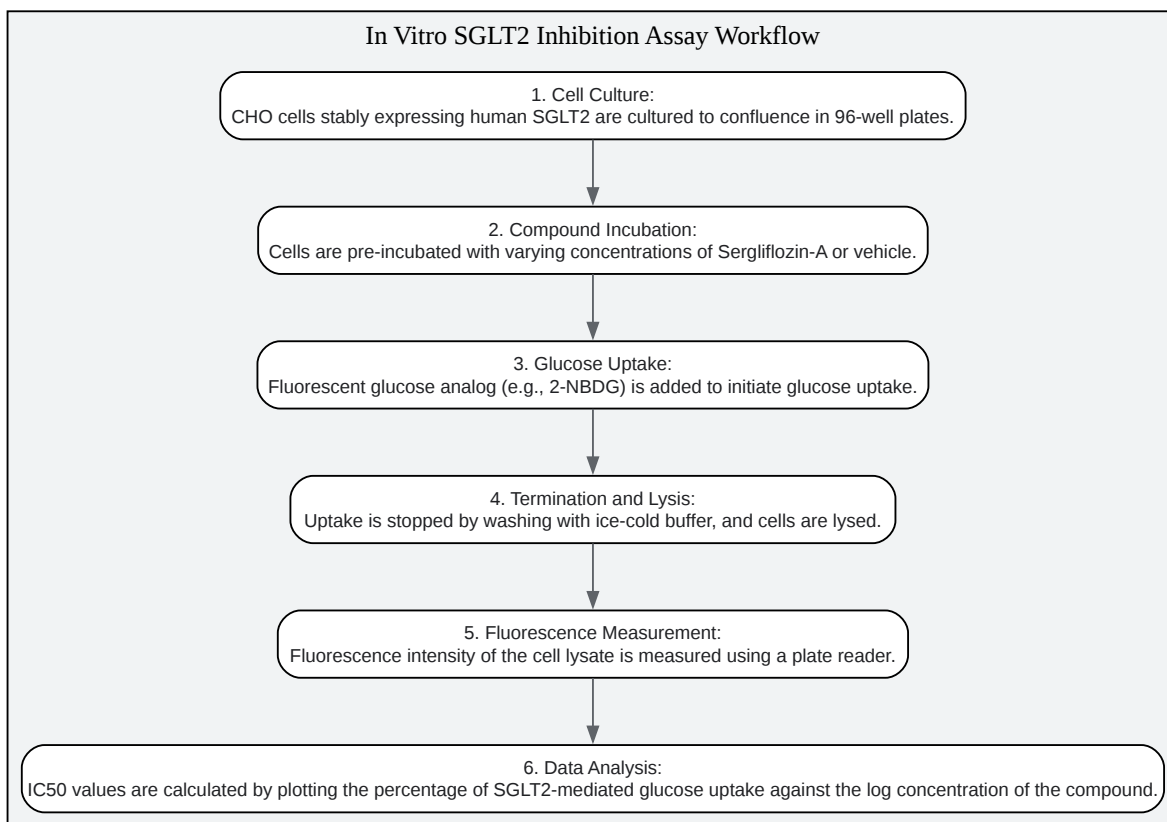 In Vitro SGLT2 Inhibition Assay Workflow
1. Cell Culture:
CHO cells stably expressing human SGLT2 are cultured to confluence in 96-well plates.
2. Compound Incubation:
Cells are pre-incubated with varying concentrations of Sergliflozin-A or vehicle.
3. Glucose Uptake:
Fluorescent glucose analog (e.g., 2-NBDG) is added to initiate glucose uptake.
4. Termination and Lysis:
Uptake is stopped by washing with ice-cold buffer, and cells are lysed.
5. Fluorescence Measurement:
Fluorescence intensity of the cell lysate is measured using a plate reader.
6. Data Analysis:
IC50 values are calculated by plotting the percentage of SGLT2-mediated glucose uptake against the log concentration of the compound.